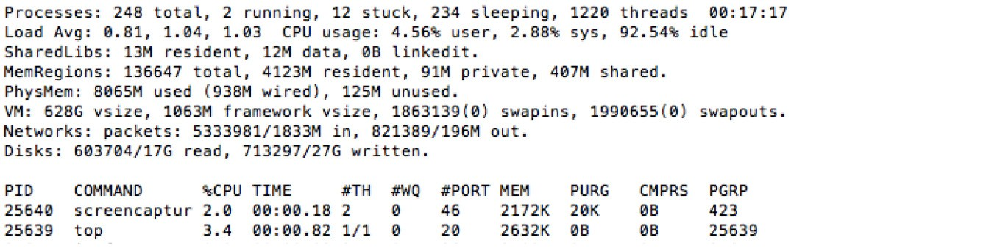 Processes: 248 total, 2 running, 12 stuck, 234 sleeping, 1220 threads  00:17:17
Load Avg: 0.81, 1.04, 1.03  CPU usage: 4.56% user, 2.88% sys, 92.54% idle
SharedLibs: 13M resident, 12M data, 0B linkedit.
MemRegions: 136647 total, 4123M resident, 91M private, 407M shared.
PhysMem: 8065M used (938M wired), 125M unused.
VM: 628G vsize, 1063M framework vsize, 1863139(0) swapins, 1990655(0) swapouts.
Networks: packets: 5333981/1833M in, 821389/196M out.
Disks: 603704/17G read, 713297/27G written.
PID    COMMAND      %CPU TIME     #TH  #WQ  #PORT MEM    PURG   CMPRS  PGRP
25640  screencaptur 2.0  00:00.18 2    0    46    2172K  20K    0B     423
25639  top          3.4  00:00.82 1/1  0    20    2632K  0B     0B     25639